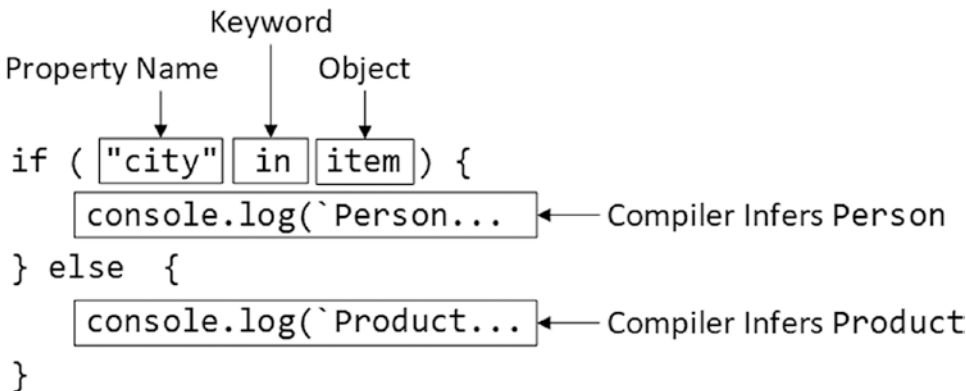 Keyword
Property Name Object
if ( "city" in item ) {
console.log(`Person... Compiler Infers Person
} else {
console.log(`Product... Compiler Infers Product
}